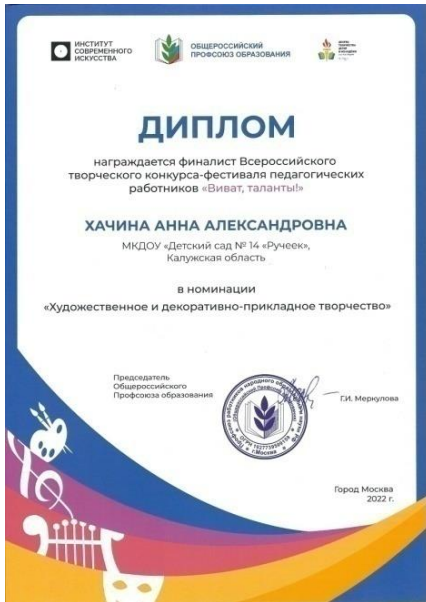 ИНСТИТУТ
СОВРЕМЕННОГО
ИСКУССТВА
ОБЩЕРОССИЙСКИЙ
ПРОФСОЮЗ ОБРАЗОВАНИЯ
ДИПЛОМ
награждается финалист Всероссийского
творческого конкурса-фестиваля педагогических
работников «Виват, таланты!»
ХАЧИНА АННА АЛЕКСАНДРОВНА
МКДОУ «Детский сад № 14 «Ручеек»,
Калужская область
в номинации
«Художественное и декоративно-прикладное творчество»
Председатель
Общероссийского
Профсоюза образования
Г.И. Меркулова
г.Москва
Город Москва
2022 г.